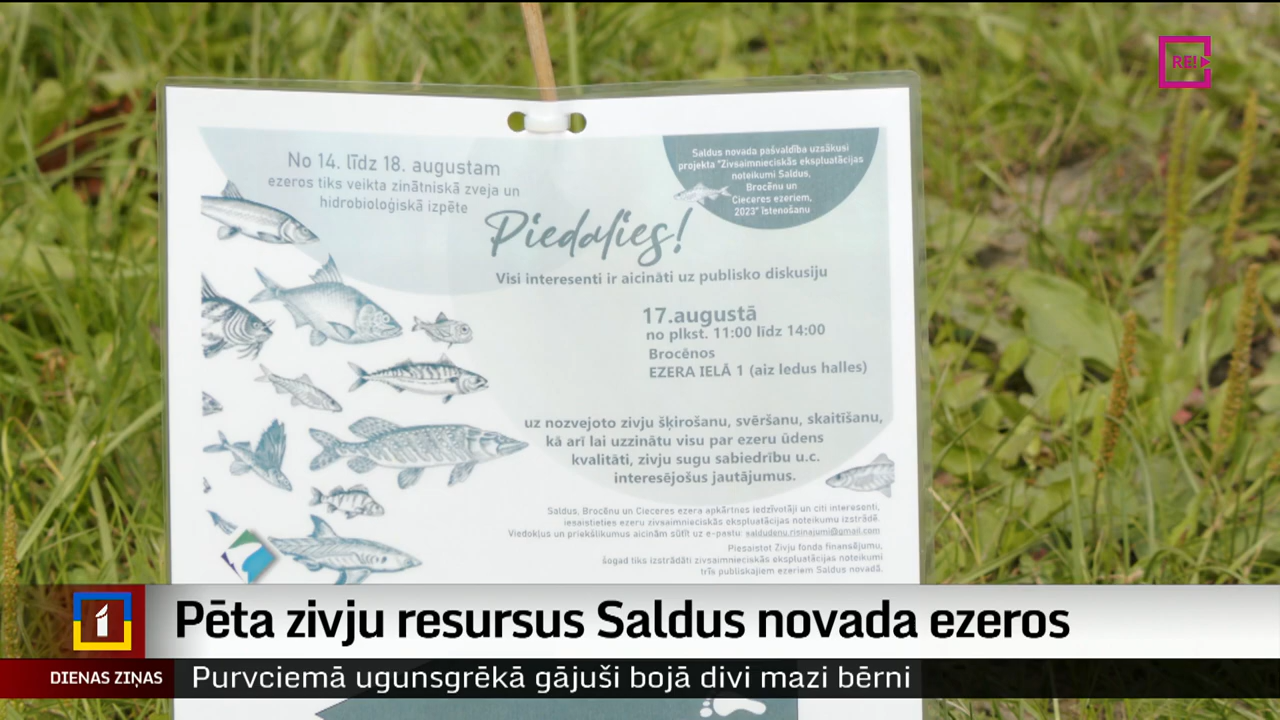 RE!
No 14. līdz 18. augustam
ezeros tiks veikta zinātniskā zveja un
hidrobioloģiskā izpēte
Saldus novada pašvaldība uzsākusi
projekta "Zivsaimnieciskās ekspluatācijas
noteikumi Saldus,
Brocēnu un
Cieceres ezeriem,
2023" īstenošanu
Piedalies!
Visi interesenti ir aicināti uz publisko diskusiju
17.augustā
no plkst. 11:00 līdz 14:00
Brocēnos
EZERA IELĀ 1 (aiz ledus halles)
uz nozvejoto zivju šķirošanu, svēršanu, skaitīšanu,
kā arī lai uzzinātu visu par ezeru ūdens
kvalitāti, zivju sugu sabiedrību u.c.
interesējošus jautājumus.
Saldus, Brocēnu un Cieceres ezera apkārtnes iedzīvotāji un citi interesenti,
iesaistieties ezeru zivsaimnieciskās ekspluatācijas noteikumu izstrādē.
Viedokļus un priekšlikumus aicinām sūtīt uz e-pastu: saldudenu.risinajumi@gmail.com
Piesaistot Zivju fonda finansējumu,
šogad tiks izstrādāti zivsaimnieciskās ekspluatācijas noteikumi
trīs publiskajiem ezeriem Saldus novadā.
1
Pēta zivju resursus Saldus novada ezeros
DIENAS ZIŅAS
Purvciemā ugunsgrēkā gājuši bojā divi mazi bērni